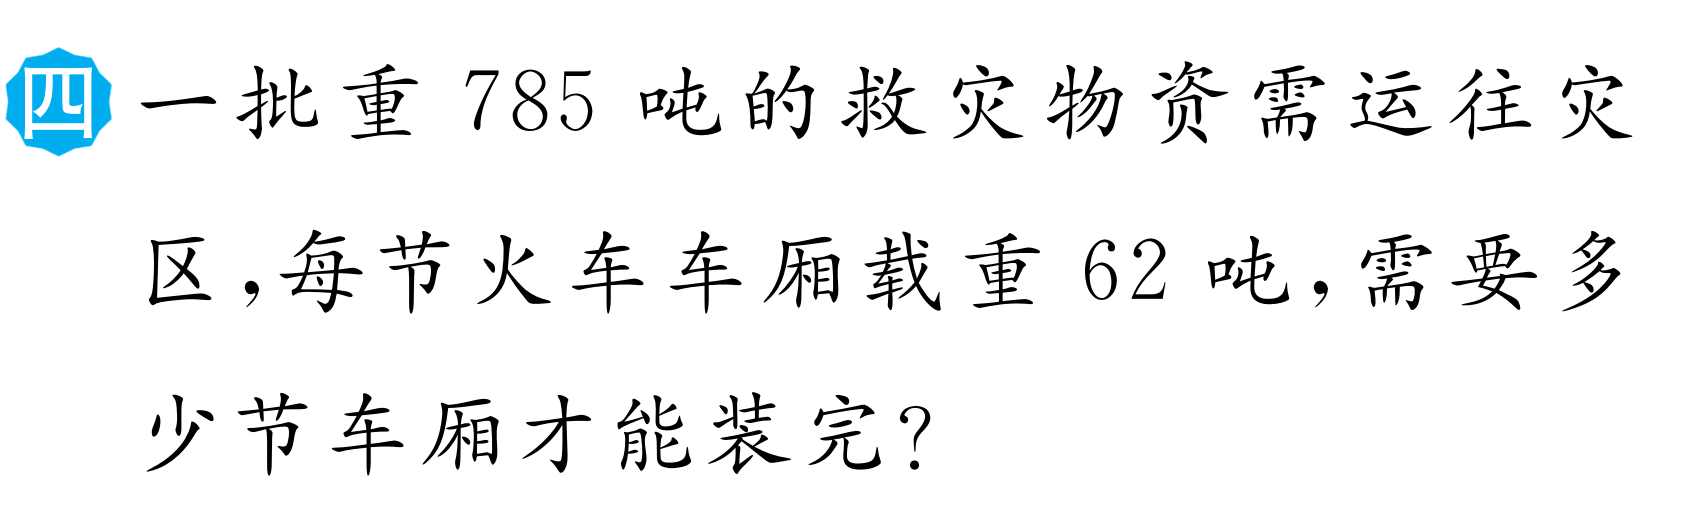 四 一批重 785 吨的救灾物资需运往灾
区,每节火车车厢载重 62 吨,需要多
少节车厢才能装完?